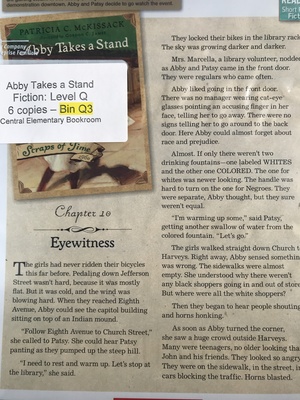 demonstration downtown, Abby and Patsy decide to go watch the event.
READ
Short
Fic
PATRICIA C. McKISSACK
Abby Takes a Stand
Abby Takes a Stand
Fiction: Level Q
6 copies – Bin Q3
Central Elementary Bookroom
Scraps of Time
Chapter 10
Eyewitness
The girls had never ridden their bicycles
this far before. Pedaling down Jefferson
Street wasn't hard, because it was mostly
flat. But it was cold, and the wind was
blowing hard. When they reached Eighth
Avenue, Abby could see the capitol building
sitting on top of an Indian mound.
"Follow Eighth Avenue to Church Street,"
she called to Patsy. She could hear Patsy
panting as they pumped up the steep hill.
"I need to rest and warm up. Let's stop at
the library," she said.
They locked their bikes in the library rack
The sky was growing darker and darker.
Mrs. Marcella, a library volunteer, nodded
as Abby and Patsy came in the front door.
They were regulars who came often.
Abby liked going in the front door.
There was no manager wearing cat-eye
glasses pointing an accusing finger in her
face, telling her to go away. There were no
signs telling her to go around to the back
door. Here Abby could almost forget about
race and prejudice.
Almost. If only there weren't two
drinking fountains—one labeled WHITES
and the other one COLORED. The one for
whites was newer looking. The handle was
hard to turn on the one for Negroes. They
were separate, Abby thought, but they sure
weren't equal.
"I'm warming up some," said Patsy,
getting another swallow of water from the
colored fountain. "Let's go."
The girls walked straight down Church t
Harveys. Right away, Abby sensed something
was wrong. The sidewalks were almost
empty. She understood why there weren't
any black shoppers going in and out of stores
But where were all the white shoppers?
Then they began to hear people shouting
and horns honking.
As soon as Abby turned the corner,
she saw a huge crowd outside Harveys.
Many were teenagers, no older looking tha
John and his friends. They looked so angry
They were on the sidewalk, in the street, i
cars blocking the traffic. Horns blasted.